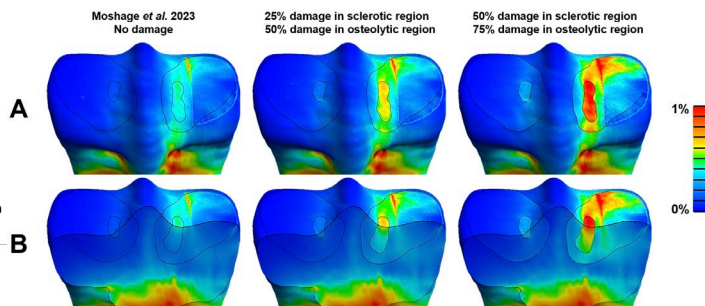 Moshage et al. 2023
No damage
25% damage in sclerotic region
50% damage in osteolytic region
50% damage in sclerotic region
75% damage in osteolytic region
A
1%
0%
B